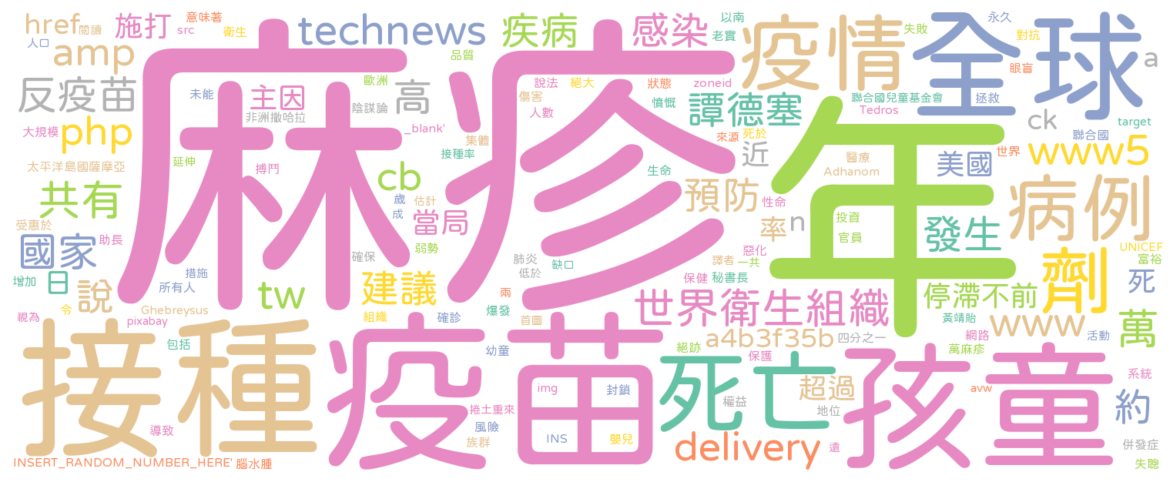 麻疹
年
接種
疫苗
孩童
全球
疫情
病例
死亡
劑
世界衛生組織
technews
疾病
感染
施打
href
閱讀
意味著
src
衛生
人口
amp
反疫苗
未能
主因
非洲撒哈拉
歐洲
陰謀論
高
品質
說法
絕大
狀態
zoneid
傷害
人數
憤慨
譚德塞
以南
老實
失敗
永久
對抗
眼盲
a
聯合國兒童基金會
拯救
Tedros
ck
target
聯合國
來源
死於
php
大規模
_blank'
集體
接種率
太平洋島國薩摩亞
延伸
搏鬥
cb
歲
成
估計
當局
弱勢
共有
受惠於
助長
國家
近
醫療
Adhanom
美國
世界
www5
預防
生命
性命
率
n
投資
官員
發生
UNICEF
富裕
惡化
譯者
一共
肺炎
低於
缺口
保健
秘書長
確保
措施
所有人
日
增加
說
令
Ghebreysus
pixabay
視為
tw
建議
組織
確診
兩
爆發
首圖
停滯不前
死
黃靖貽
www
網路
活動
萬
a4b3f35b
四分之一
萬麻疹
包括
幼童
絕跡
保護
超過
地位
權益
avw
系統
約
img
封鎖
捲土重來
風險
族群
INS
嬰兒
導致
delivery
遠
併發症
失聰
INSERT_RANDOM_NUMBER_HERE'
腦水腫